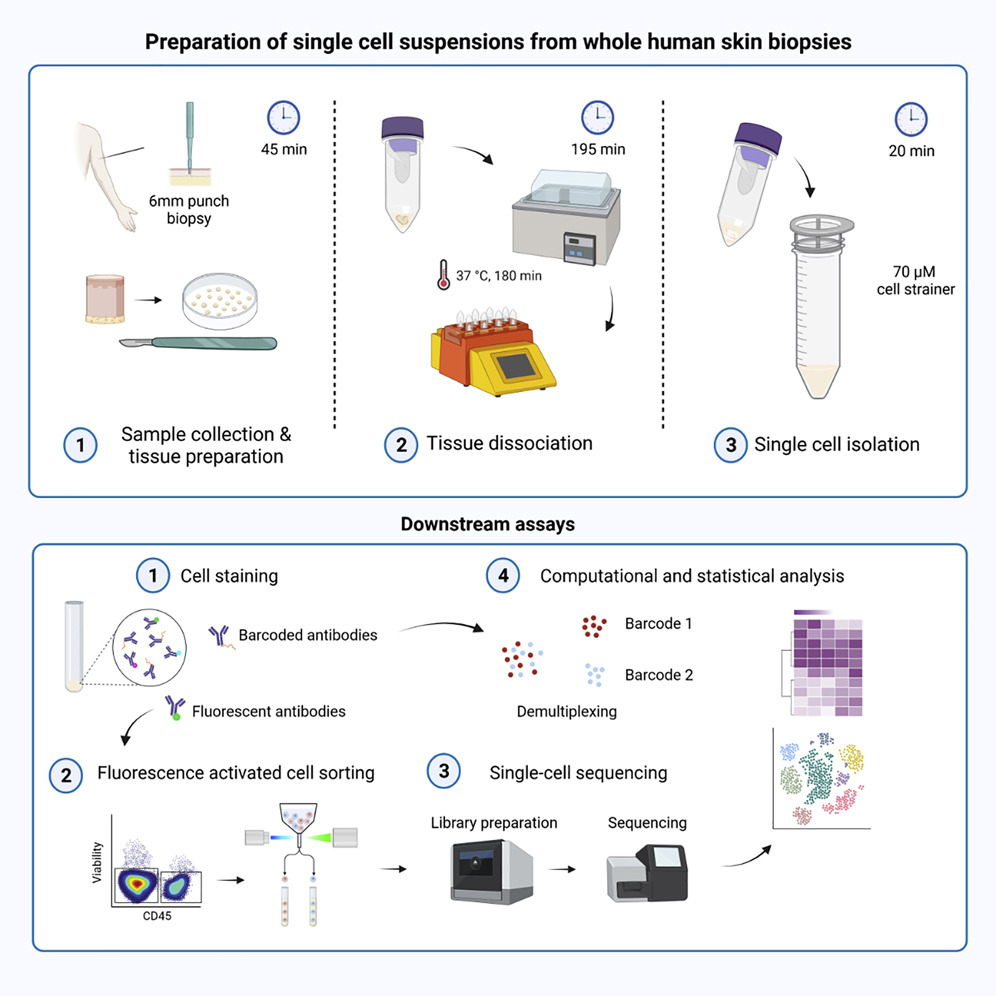 Preparation of single cell suspensions from whole human skin biopsies
45 min
6mm punch
biopsy
1
Sample collection &
tissue preparation
195 min
37 °C, 180 min
2
Tissue dissociation
20 min
70 µM
cell strainer
3
Single cell isolation
Downstream assays
1
Cell staining
Barcoded antibodies
Fluorescent antibodies
2
Fluorescence activated cell sorting
Viability
CD45
3
Single-cell sequencing
Library preparation
Sequencing
4
Computational and statistical analysis
Barcode 1
Barcode 2
Demultiplexing